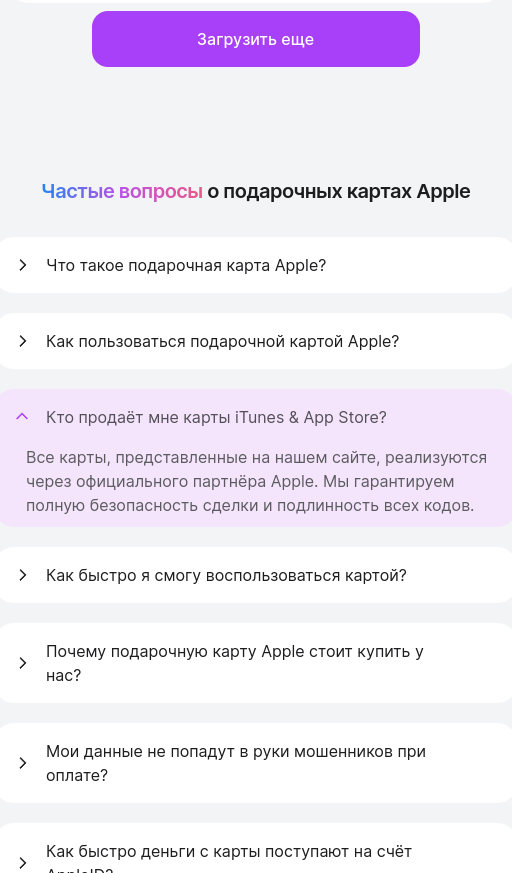 Загрузить еще
Частые вопросы о подарочных картах Apple
Что такое подарочная карта Apple?
Как пользоваться подарочной картой Apple?
Кто продаёт мне карты iTunes & App Store?
Все карты, представленные на нашем сайте, реализуются
через официального партнёра Apple. Мы гарантируем
полную безопасность сделки и подлинность всех кодов.
Как быстро я смогу воспользоваться картой?
Почему подарочную карту Apple стоит купить у
нас?
Мои данные не попадут в руки мошенников при
оплате?
Как быстро деньги с карты поступают на счёт
AppleID?